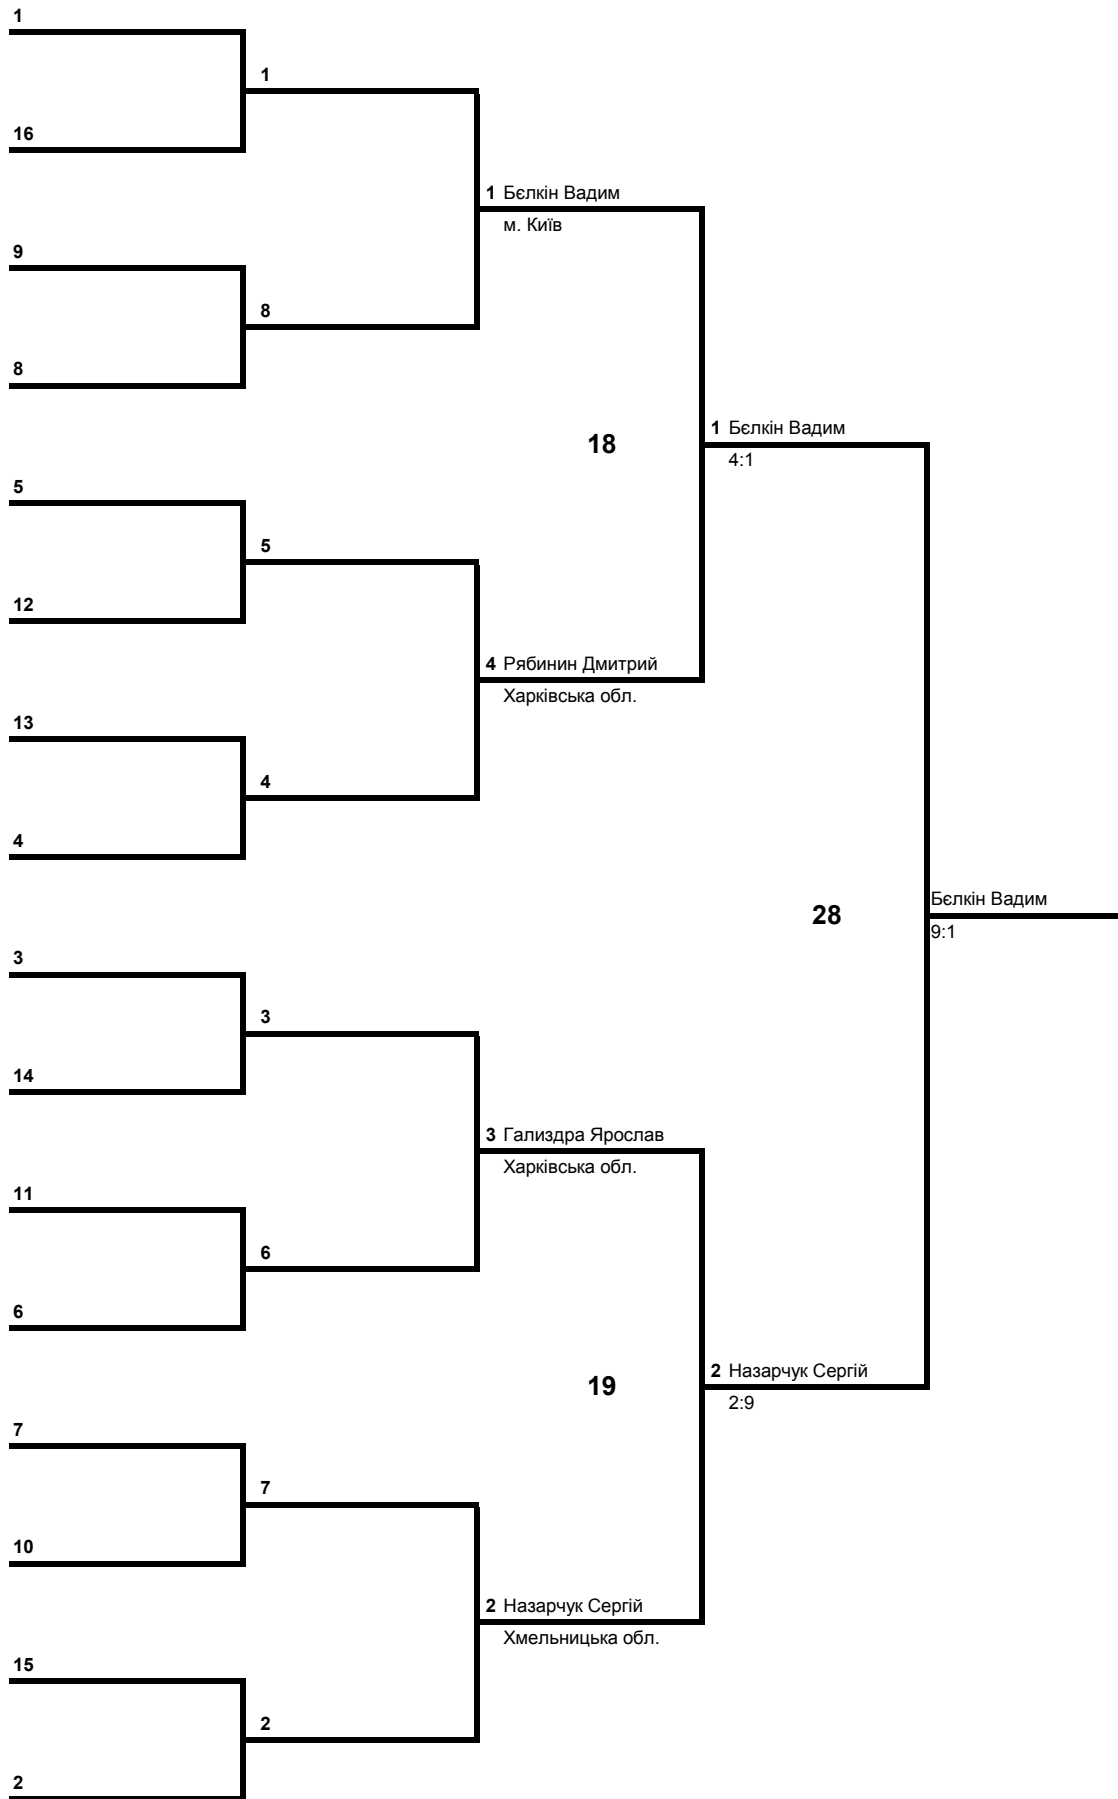 1
1
16
1 Бєлкін Вадим
м. Київ
9
8
8
18
1 Бєлкін Вадим
4:1
5
5
12
4 Рябинин Дмитрий
Харківська обл.
13
4
4
28
Бєлкін Вадим
9:1
3
3
14
3 Гализдра Ярослав
Харківська обл.
11
6
6
19
2 Назарчук Сергій
2:9
7
7
10
2 Назарчук Сергій
Хмельницька обл.
15
2
2